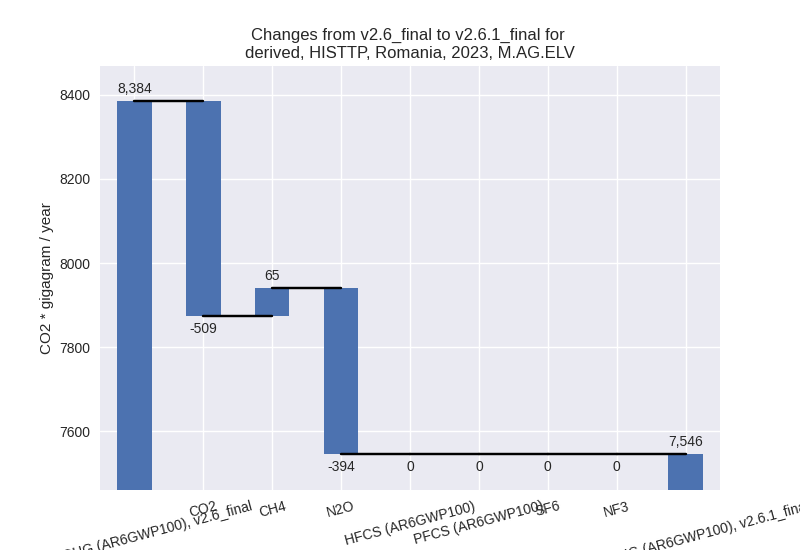 Changes from v2.6_final to v2.6.1_final for
derived, HISTTP, Romania, 2023, M.AG.ELV
CO2 * gigagram / year
8400
8200
8000
7800
7600
8,384
-509
65
-394
0
0
0
0
7,546
(AR6GWP100), v2.6_final
CO2
CH4
N2O
HFCS (AR6GWP100)
PFCS (AR6GWP100)
SF6
NF3
(AR6GWP100), v2.6.1_final